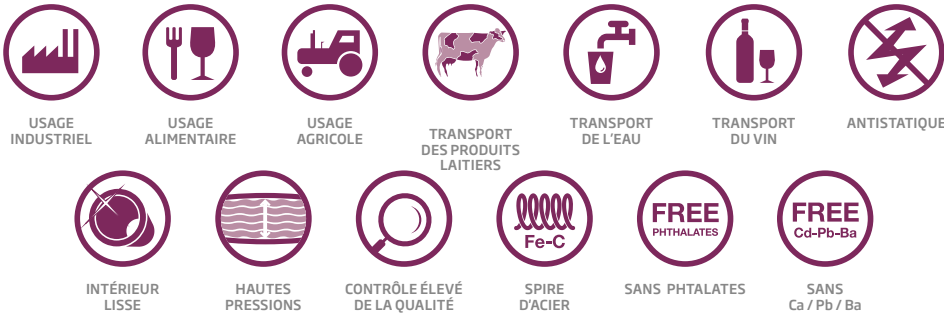 USAGE
INDUSTRIEL
USAGE
ALIMENTAIRE
USAGE
AGRICOLE
TRANSPORT
DES PRODUITS
LAITIERS
TRANSPORT
DE L'EAU
TRANSPORT
DU VIN
ANTISTATIQUE
Fe-C
FREE
PHTHALATES
FREE
Cd-Pb-Ba
INTÉRIEUR
LISSE
HAUTES
PRESSIONS
CONTRÔLE ÉLEVÉ
DE LA QUALITÉ
SPIRE
D'ACIER
SANS PHTALATES
SANS
Ca / Pb / Ba